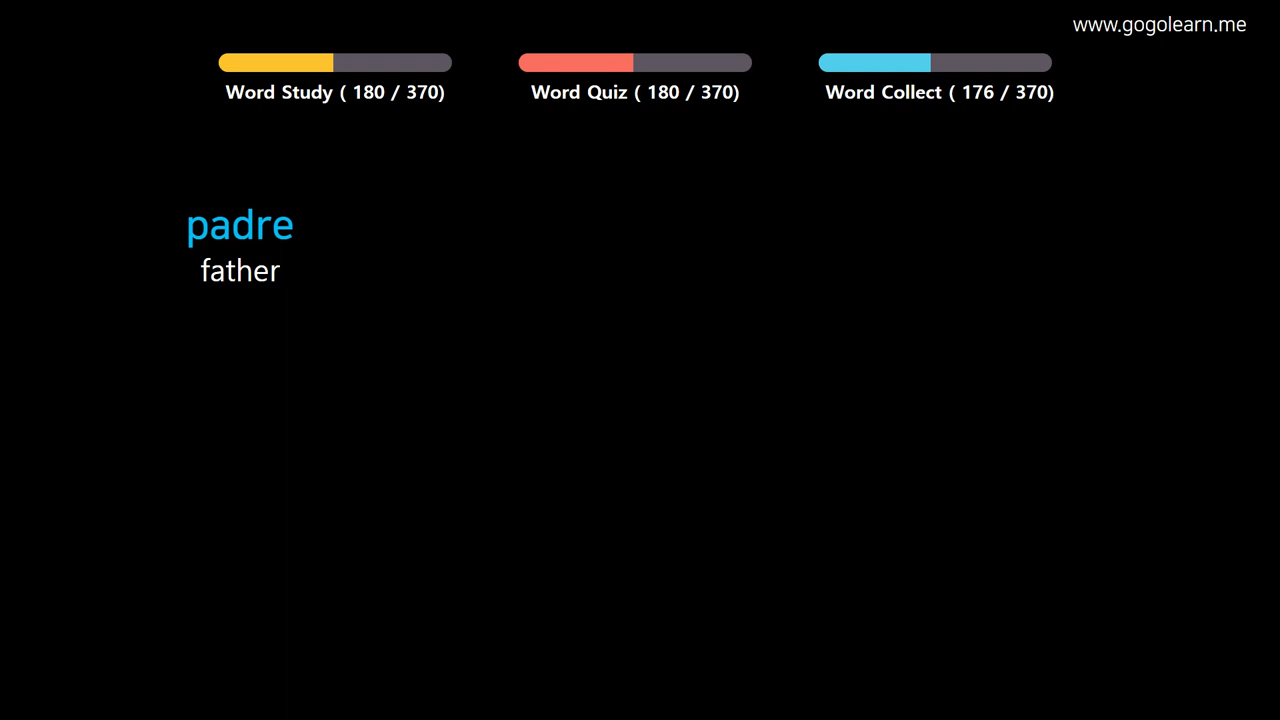 www.gogolearn.me
Word Study ( 180 / 370)
Word Quiz ( 180 / 370)
Word Collect ( 176 / 370)
padre
father